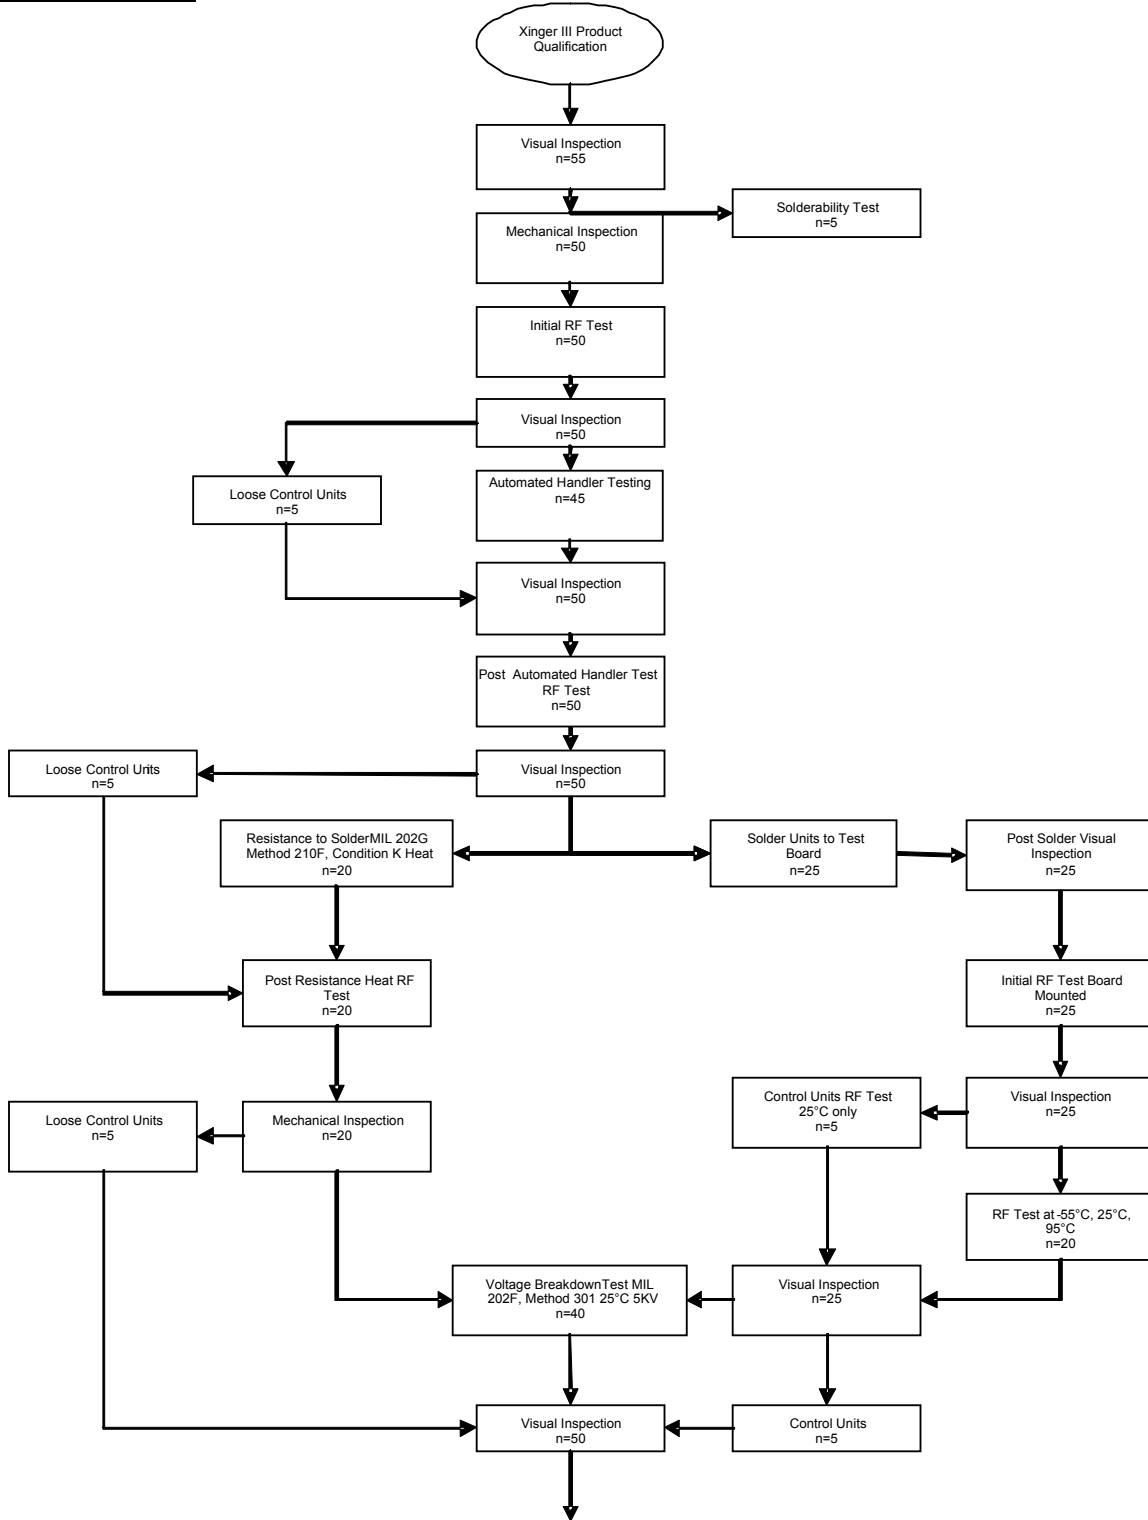 Xinger III Product
Qualification
Visual Inspection
n=55
Solderability Test
n=5
Mechanical Inspection
n=50
Initial RF Test
n=50
Visual Inspection
n=50
Loose Control Units
n=5
Automated Handler Testing
n=45
Visual Inspection
n=50
Post Automated Handler Test
RF Test
n=50
Loose Control Units
n=5
Visual Inspection
n=50
Resistance to SolderMIL 202G
Method 210F, Condition K Heat
n=20
Solder Units to Test
Board
n=25
Post Solder Visual
Inspection
n=25
Post Resistance Heat RF
Test
n=20
Initial RF Test Board
Mounted
n=25
Loose Control Units
n=5
Mechanical Inspection
n=20
Control Units RF Test
25°C only
n=5
Visual Inspection
n=25
RF Test at -55°C, 25°C,
95°C
n=20
Voltage BreakdownTest MIL
202F, Method 301 25°C 5KV
n=40
Visual Inspection
n=25
Visual Inspection
n=50
Control Units
n=5